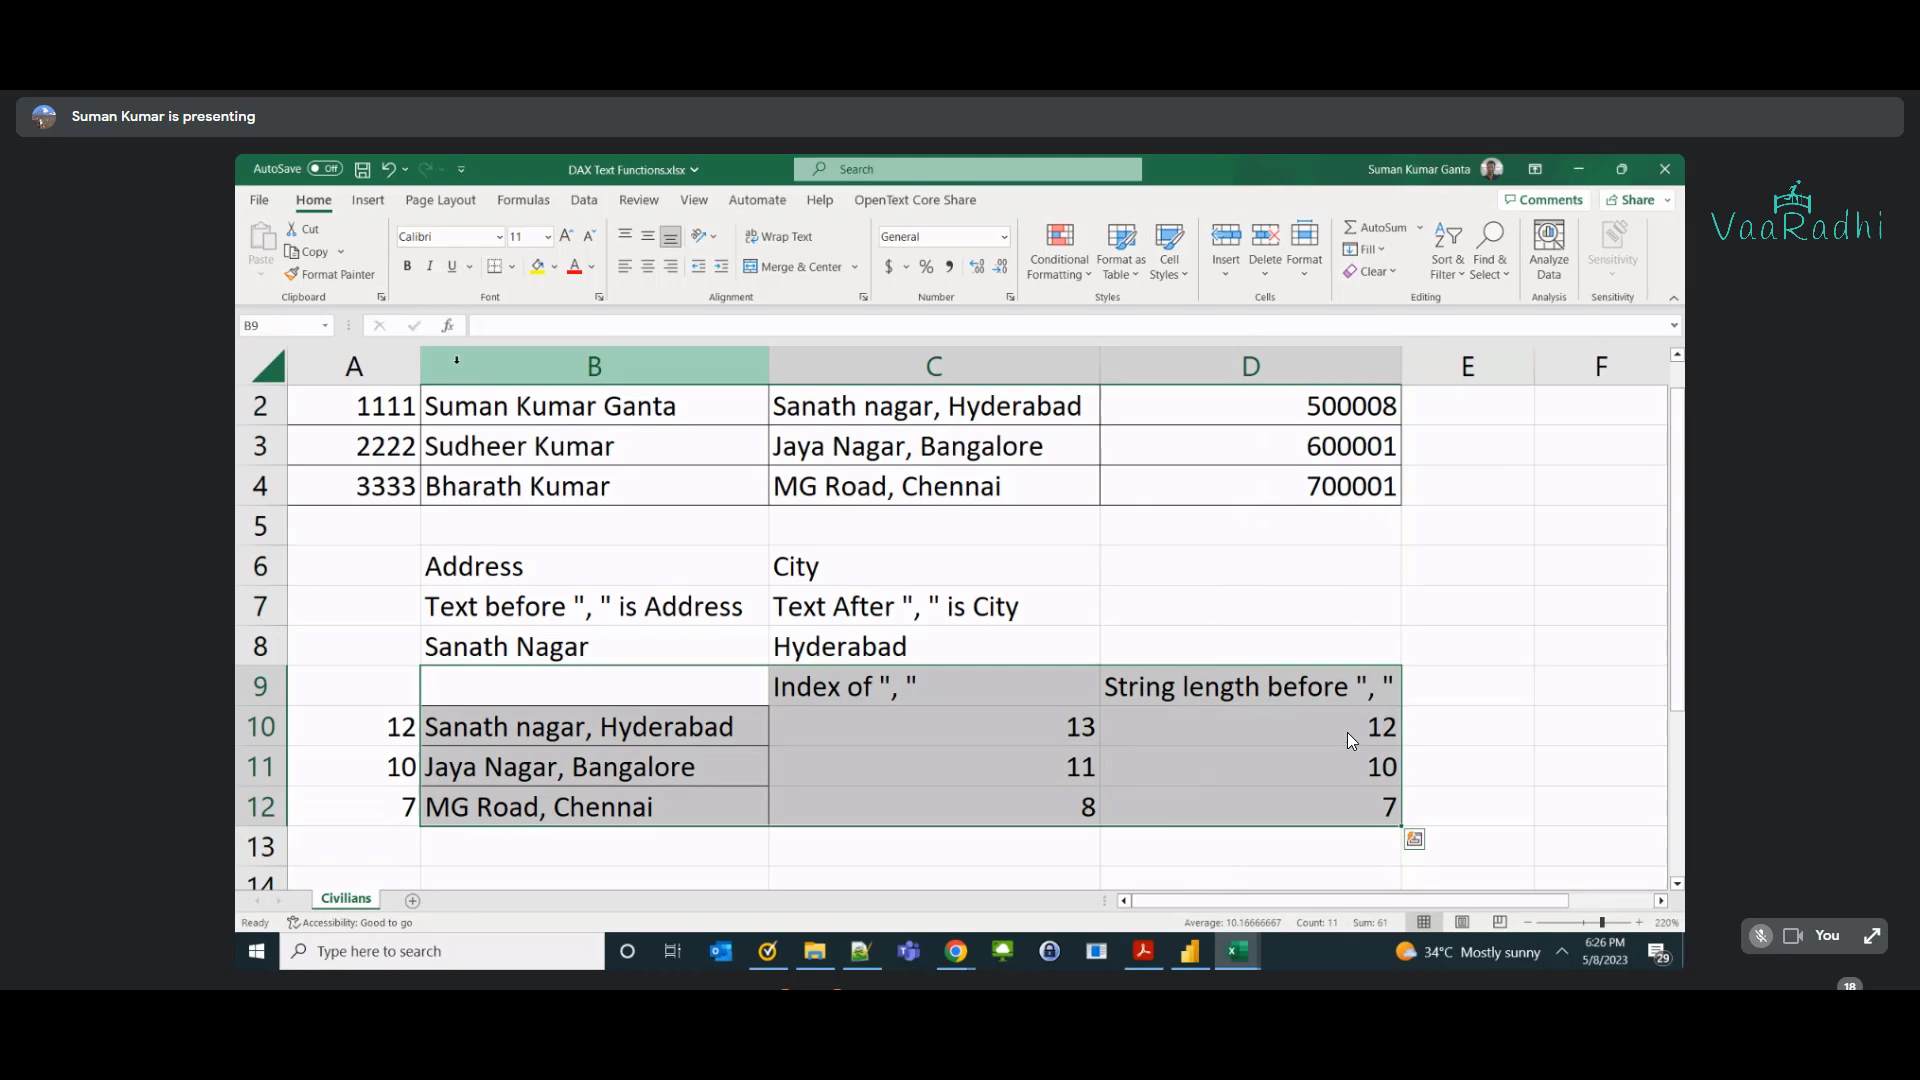 Suman Kumar is presenting
VaaRadhi
AutoSave Off DAX Text Functions.xlsx Search Suman Kumar Ganta
File Home Insert Page Layout Formulas Data Review View Automate Help OpenText Core Share Comments Share
Paste Cut Copy Format Painter Clipboard
Calibri 11 B I U A Font
Wrap Text Merge & Center Alignment
General $ % , Number
Conditional Formatting Format as Table Cell Styles Styles
Insert Delete Format Cells
AutoSum Fill Clear Sort & Filter Find & Select Editing
Analyze Data Analysis
Sensitivity Sensitivity
B9 fx
A B C D E F
2 1111 Suman Kumar Ganta Sanath nagar, Hyderabad 500008
3 2222 Sudheer Kumar Jaya Nagar, Bangalore 600001
4 3333 Bharath Kumar MG Road, Chennai 700001
5
6 Address City
7 Text before ", " is Address Text After ", " is City
8 Sanath Nagar Hyderabad
9 Index of ", " String length before ", "
10 12 Sanath nagar, Hyderabad 13 12
11 10 Jaya Nagar, Bangalore 11 10
12 7 MG Road, Chennai 8 7
13
14
Civilians
Ready Accessibility: Good to go Average: 10.16666667 Count: 11 Sum: 61 220%
Type here to search 34°C Mostly sunny 6:26 PM
5/8/2023 29
You
18